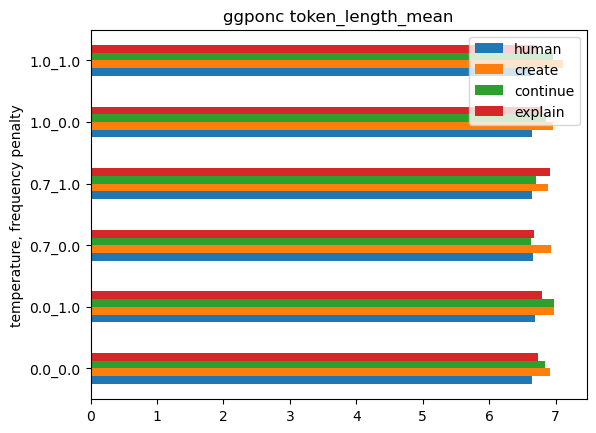 ggponc token_length_mean
temperature, frequency penalty
1.0_1.0
1.0_0.0
0.7_1.0
0.7_0.0
0.0_1.0
0.0_0.0
human
create
continue
explain
0 1 2 3 4 5 6 7